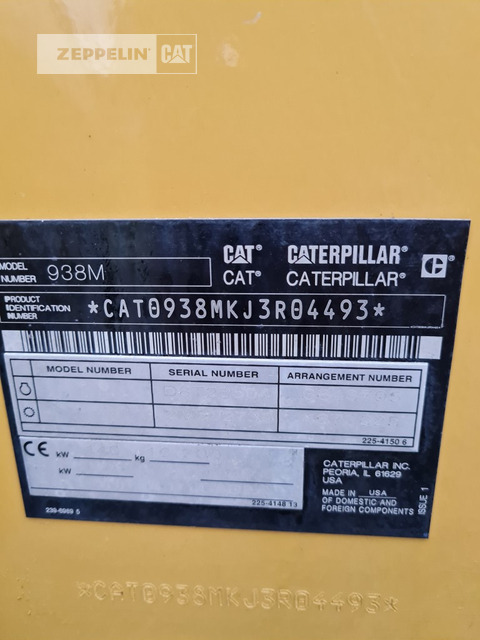 ZEPPELIN CAT
MODEL NUMBER 938M
CAT® CATERPILLAR®
CAT® CATERPILLAR®
PRODUCT IDENTIFICATION NUMBER *CAT0938MKJ3R04493*
MODEL NUMBER SERIAL NUMBER ARRANGEMENT NUMBER
225-4150 6
CE kW kg
kW
225-4148 13
239-6989 5
CATERPILLAR INC.
PEORIA, IL 61629
USA
MADE IN USA
OF DOMESTIC AND
FOREIGN COMPONENTS
ISSUE 1
*CAT0938MKJ3R04493*